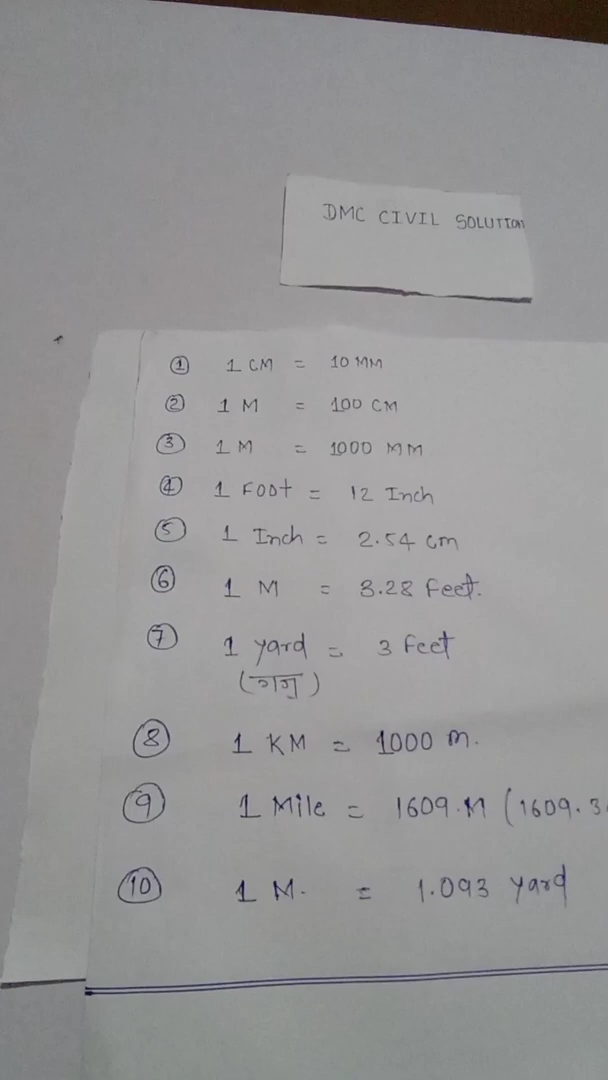 DMC CIVIL SOLUTION
① 1 CM = 10 MM
② 1 M = 100 CM
③ 1 M = 1000 MM
④ 1 Foot = 12 Inch
⑤ 1 Inch = 2.54 cm
⑥ 1 M = 3.28 feet.
⑦ 1 yard = 3 feet
(गज)
⑧ 1 KM = 1000 m.
⑨ 1 Mile = 1609.M (1609.3
⑩ 1 M. = 1.093 yard